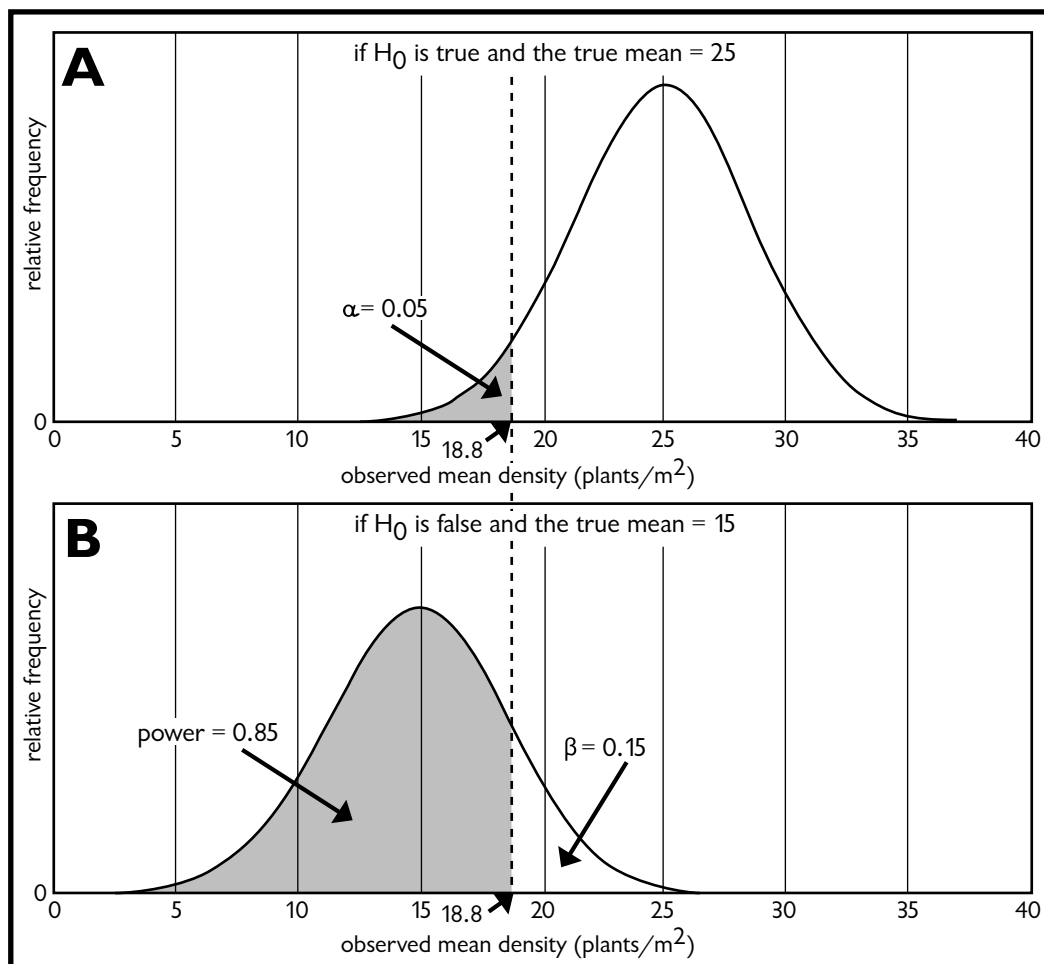 A
if H0 is true and the true mean = 25
relative frequency
α = 0.05
0
0 5 10 15 20 25 30 35 40
18.8
observed mean density (plants/m²)
B
if H0 is false and the true mean = 15
relative frequency
power = 0.85
β = 0.15
0
0 5 10 15 20 25 30 35 40
18.8
observed mean density (plants/m²)